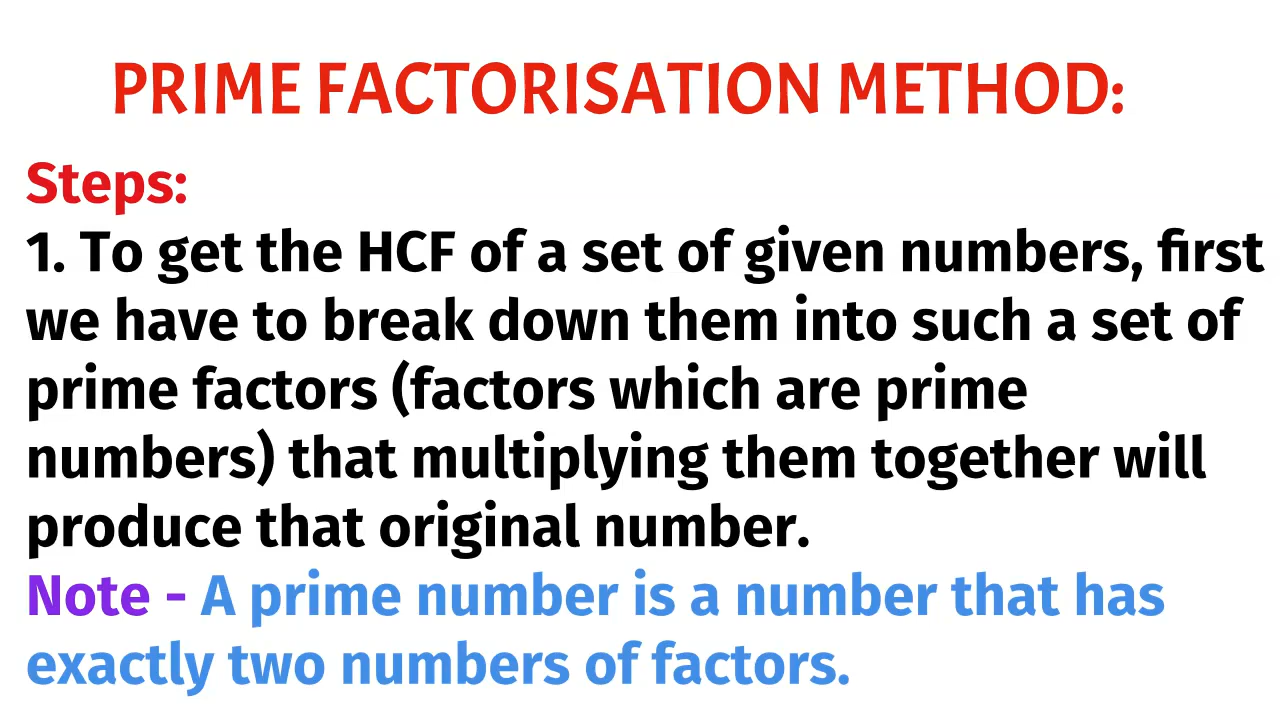 PRIME FACTORISATION METHOD:
Steps:
1. To get the HCF of a set of given numbers, first
we have to break down them into such a set of
prime factors (factors which are prime
numbers) that multiplying them together will
produce that original number.
Note - A prime number is a number that has
exactly two numbers of factors.